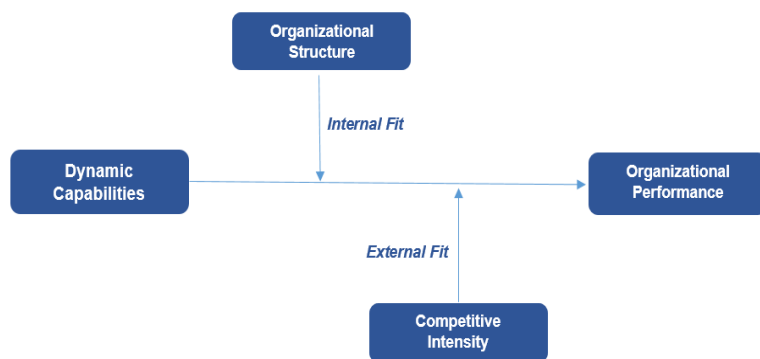 Organizational
Structure
Internal Fit
Dynamic
Capabilities
Organizational
Performance
External Fit
Competitive
Intensity